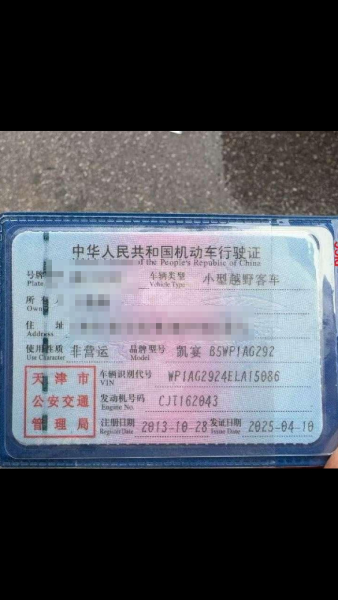 中华人民共和国机动车行驶证
of the People's Republic of China
号牌 车辆类型 小型越野客车
Plate Vehicle Type
所
Owner
住 址
Address
使用性质 非营运 品牌型号 凯宴 BSWP1AG292
Use Character Model
天津市 车辆识别代号 WP1AG2924ELA15086
VIN
公安交通 发动机号码 CJT162043
Engine No.
管理局 注册日期 2013-10-28 发证日期 2025-04-10
Register Date Issue Date